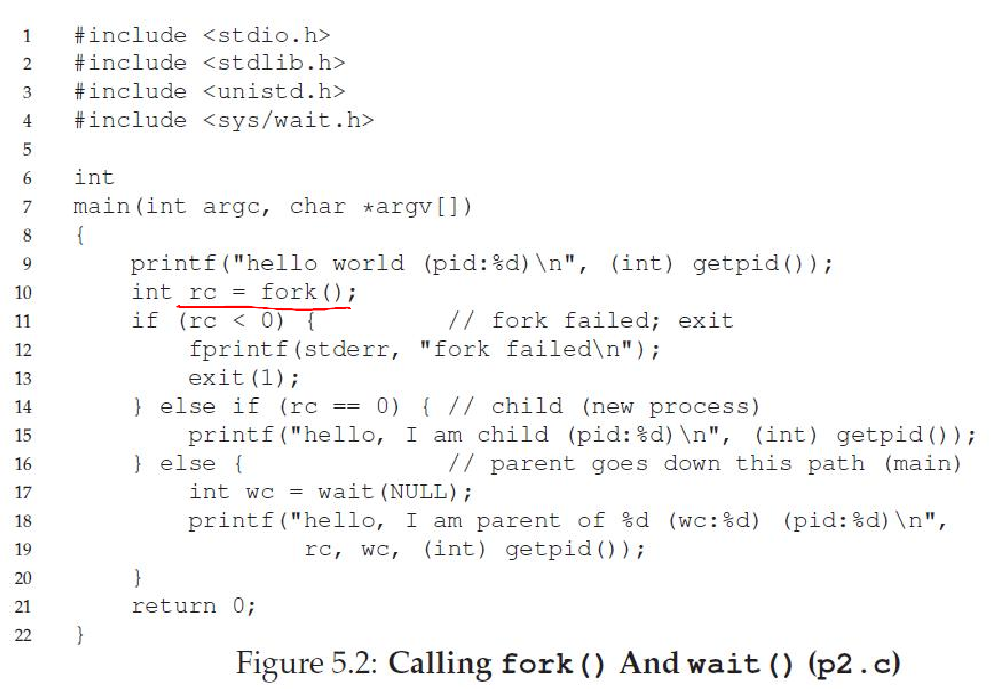 1 #include <stdio.h>
2 #include <stdlib.h>
3 #include <unistd.h>
4 #include <sys/wait.h>
5
6 int
7 main(int argc, char *argv[])
8 {
9 printf("hello world (pid:%d)\n", (int) getpid());
10 int rc = fork();
11 if (rc < 0) { // fork failed; exit
12 fprintf(stderr, "fork failed\n");
13 exit(1);
14 } else if (rc == 0) { // child (new process)
15 printf("hello, I am child (pid:%d)\n", (int) getpid());
16 } else { // parent goes down this path (main)
17 int wc = wait(NULL);
18 printf("hello, I am parent of %d (wc:%d) (pid:%d)\n",
19 rc, wc, (int) getpid());
20 }
21 return 0;
22 }
Figure 5.2: Calling fork() And wait() (p2.c)